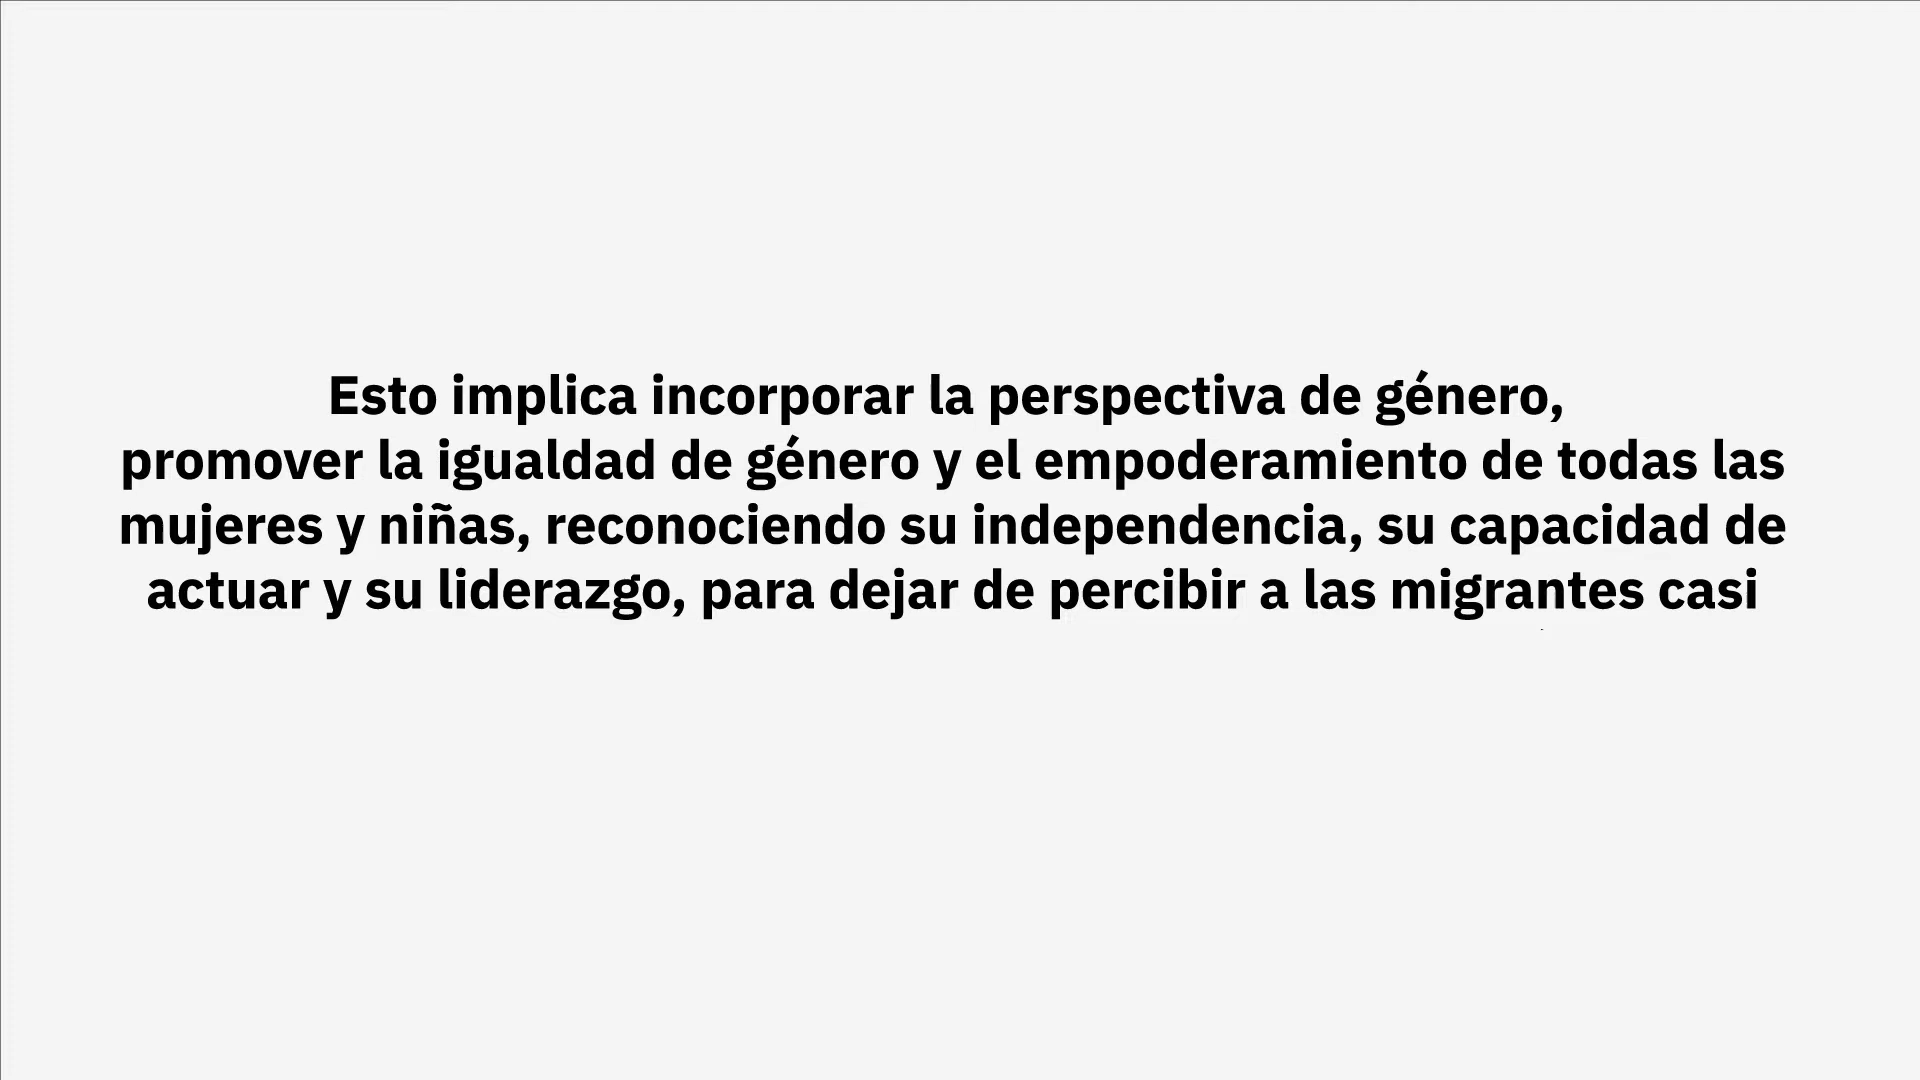 Esto implica incorporar la perspectiva de género,
promover la igualdad de género y el empoderamiento de todas las
mujeres y niñas, reconociendo su independencia, su capacidad de
actuar y su liderazgo, para dejar de percibir a las migrantes casi